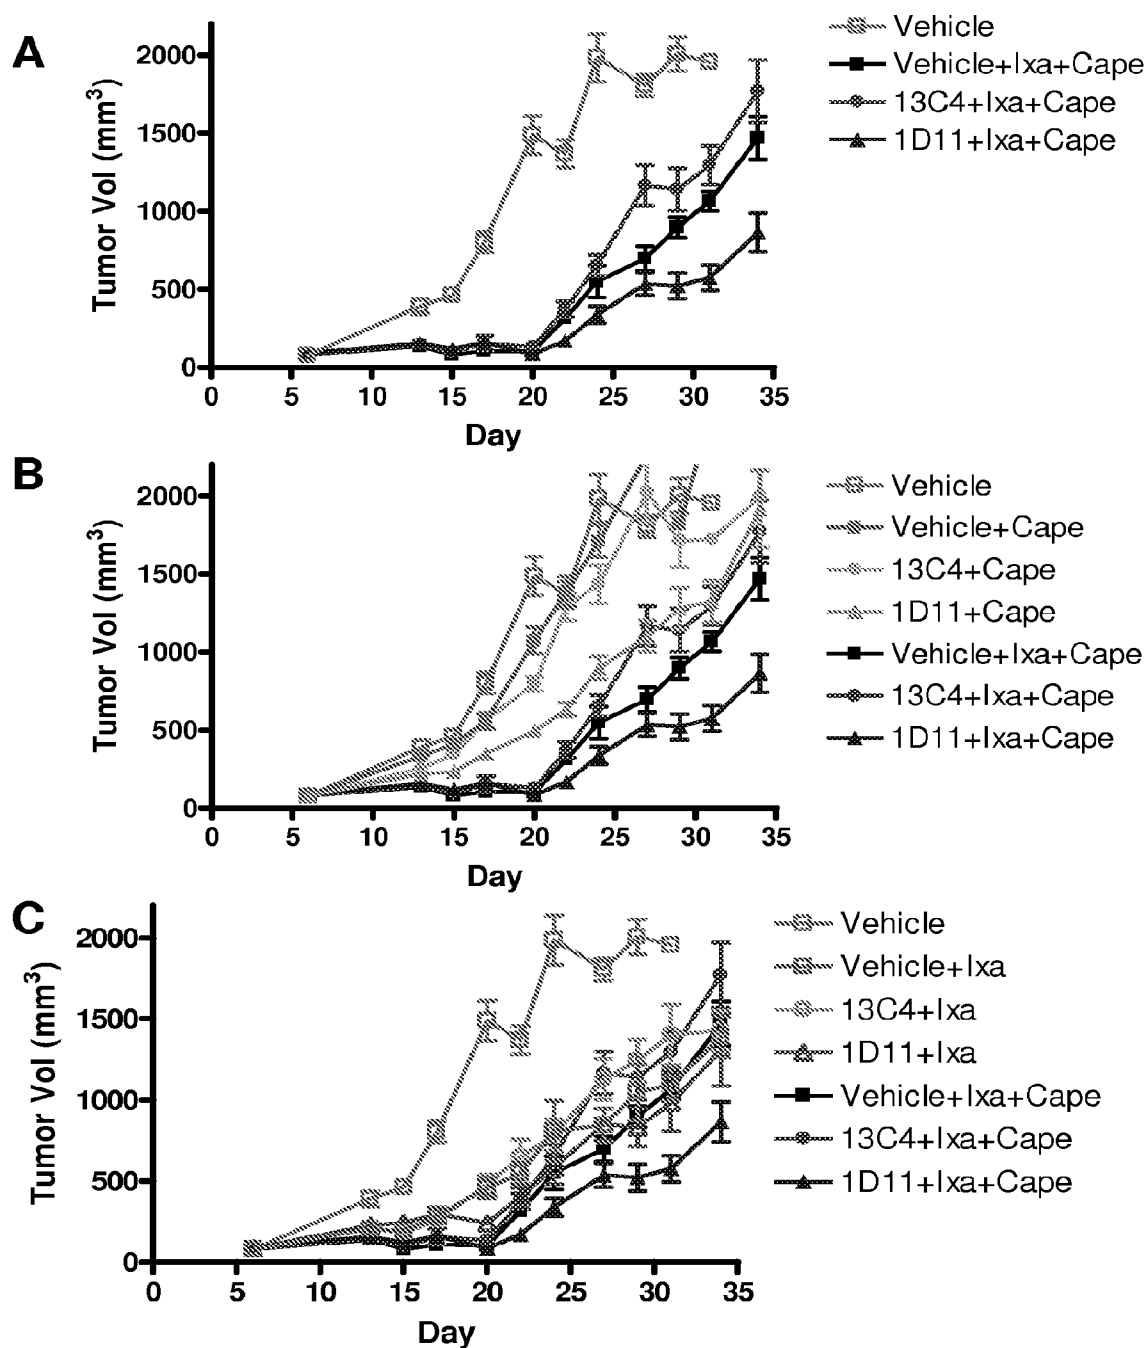 A
Vehicle
Vehicle+Ixa+Cape
13C4+Ixa+Cape
1D11+Ixa+Cape
Tumor Vol (mm³)
2000
1500
1000
500
0
0 5 10 15 20 25 30 35
Day
B
Vehicle
Vehicle+Cape
13C4+Cape
1D11+Cape
Vehicle+Ixa+Cape
13C4+Ixa+Cape
1D11+Ixa+Cape
Tumor Vol (mm³)
2000
1500
1000
500
0
0 5 10 15 20 25 30 35
Day
C
Vehicle
Vehicle+Ixa
13C4+Ixa
1D11+Ixa
Vehicle+Ixa+Cape
13C4+Ixa+Cape
1D11+Ixa+Cape
Tumor Vol (mm³)
2000
1500
1000
500
0
0 5 10 15 20 25 30 35
Day